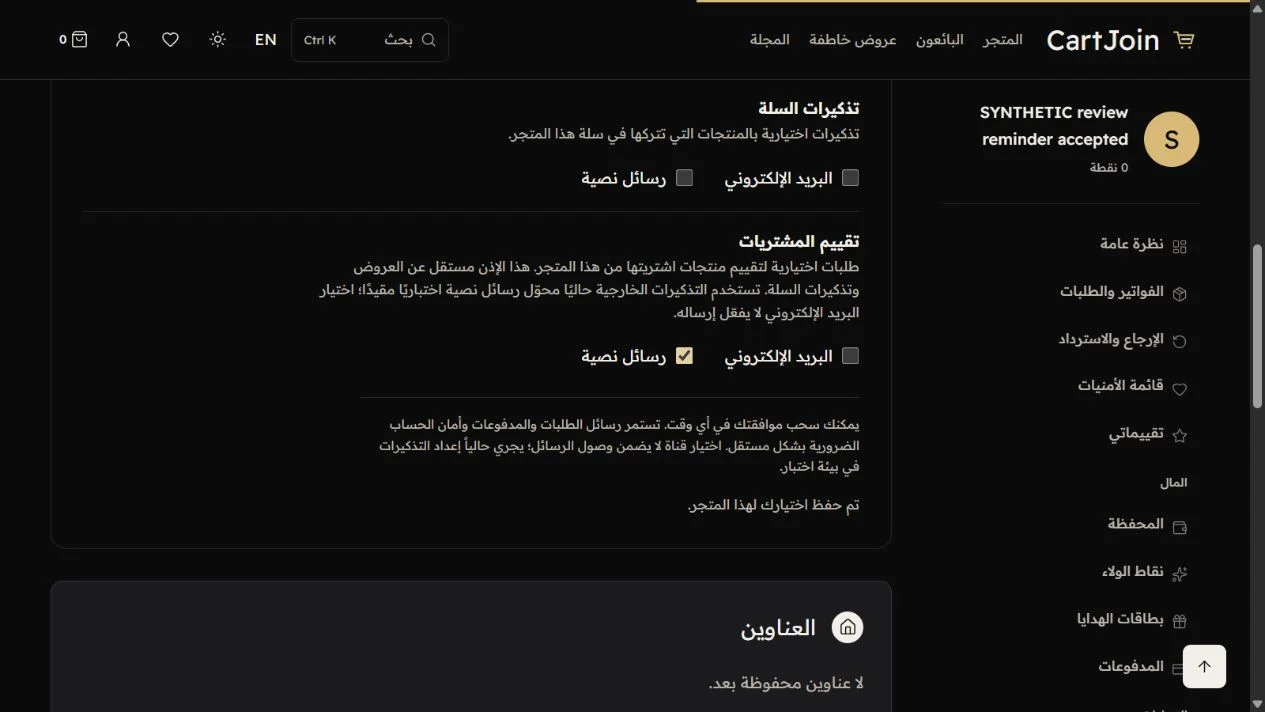 CartJoin
المتجر
البائعون
عروض خاطفة
المجلة
بحث
Ctrl K
EN
0
SYNTHETIC review
reminder accepted
S
0 نقطة
نظرة عامة
الفواتير والطلبات
الإرجاع والاسترداد
قائمة الأمنيات
تقييماتي
المال
المحفظة
نقاط الولاء
بطاقات الهدايا
المدفوعات
تذكيرات السلة
تذكيرات اختيارية بالمنتجات التي تتركها في سلة هذا المتجر.
البريد الإلكتروني
رسائل نصية
تقييم المشتريات
طلبات اختيارية لتقييم منتجات اشتريتها من هذا المتجر. هذا الإذن مستقل عن العروض
وتذكيرات السلة. تستخدم التذكيرات الخارجية حاليًا محوّل رسائل نصية اختباريًا مقيدًا؛ اختيار
البريد الإلكتروني لا يفعّل إرساله.
البريد الإلكتروني
رسائل نصية
يمكنك سحب موافقتك في أي وقت. تستمر رسائل الطلبات والمدفوعات وأمان الحساب
الضرورية بشكل مستقل. اختيار قناة لا يضمن وصول الرسائل؛ يجري حالياً إعداد التذكيرات
في بيئة اختبار.
تم حفظ اختيارك لهذا المتجر.
العناوين
لا عناوين محفوظة بعد.